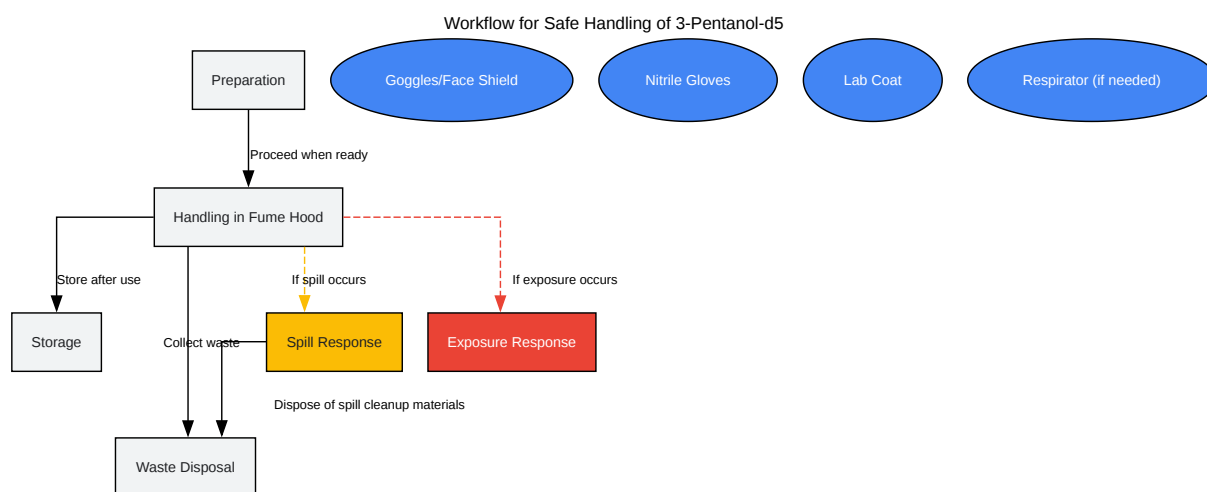 Workflow for Safe Handling of 3-Pentanol-d5
Preparation
Goggles/Face Shield
Nitrile Gloves
Lab Coat
Respirator (if needed)
Proceed when ready
Handling in Fume Hood
Store after use
If spill occurs
If exposure occurs
Storage
Collect waste
Spill Response
Exposure Response
Dispose of spill cleanup materials
Waste Disposal